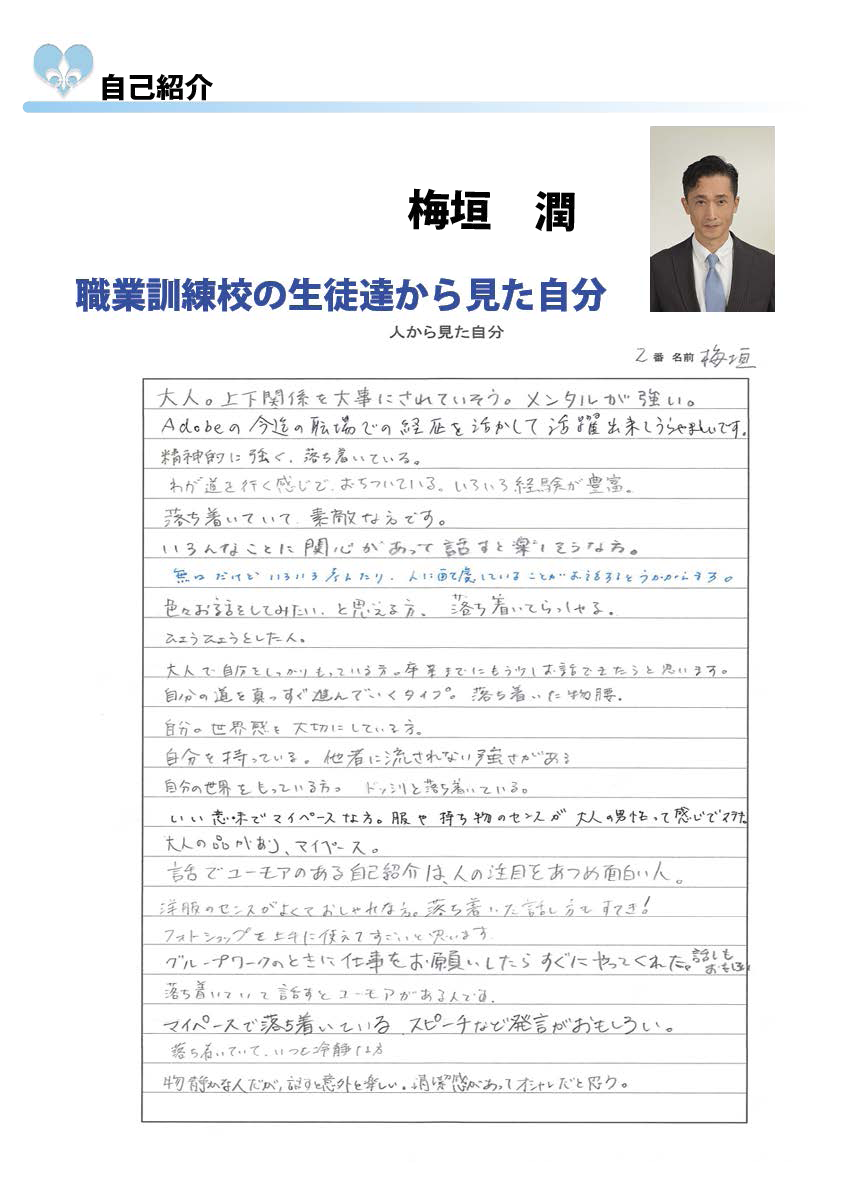 自己紹介
梅垣　潤
職業訓練校の生徒達から見た自分
人から見た自分
2番 名前 梅垣
大人。上下関係を大事にされていそう。メンタルが強い。
Adobeの今迄の職場での経歴を活かして活躍出来しうらやましいです。
精神的に強く、落ち着いている。
わが道を行く感じで、おちついている。いろいろ経験が豊富。
落ち着いていて、素敵な方です。
いろんなことに関心があって話すと楽しそうな方。
無口だけどいろいろ考えたり、人に配慮していることがお話するとうかがえます。
色々お話をしてみたい、と思える方。 落ち着いてらっしゃる。
ひょうひょうとした人。
大人で自分をしっかりもっている方。卒業までにもう少しお話できたらと思います。
自分の道を真っすぐ進んでいくタイプ。落ち着いた物腰。
自分の世界感を大切にしている方。
自分を持っている。他者に流されない強さがある
自分の世界をもっている方。 ドッシリと落ち着いている。
いい意味でマイペースな方。服や持ち物のセンスが大人の男性って感じで
大人の品があり、マイペース。
話でユーモアのある自己紹介は、人の注目をあつめ面白い人。
洋服のセンスがよくておしゃれな方。落ち着いた話し方ですてき！
フォトショップを上手に使えてすごいと思います
グループワークのときに仕事をお願いしたらすぐにやってくれた。話しもおもしろい
落ち着いていて話すとユーモアがある人である。
マイペースで落ち着いている スピーチなど発言がおもしろい。
落ち着いていて、いつも冷静な方
物静かな人だが、話すと意外と楽しい。清潔感があってオシャレだと思う。